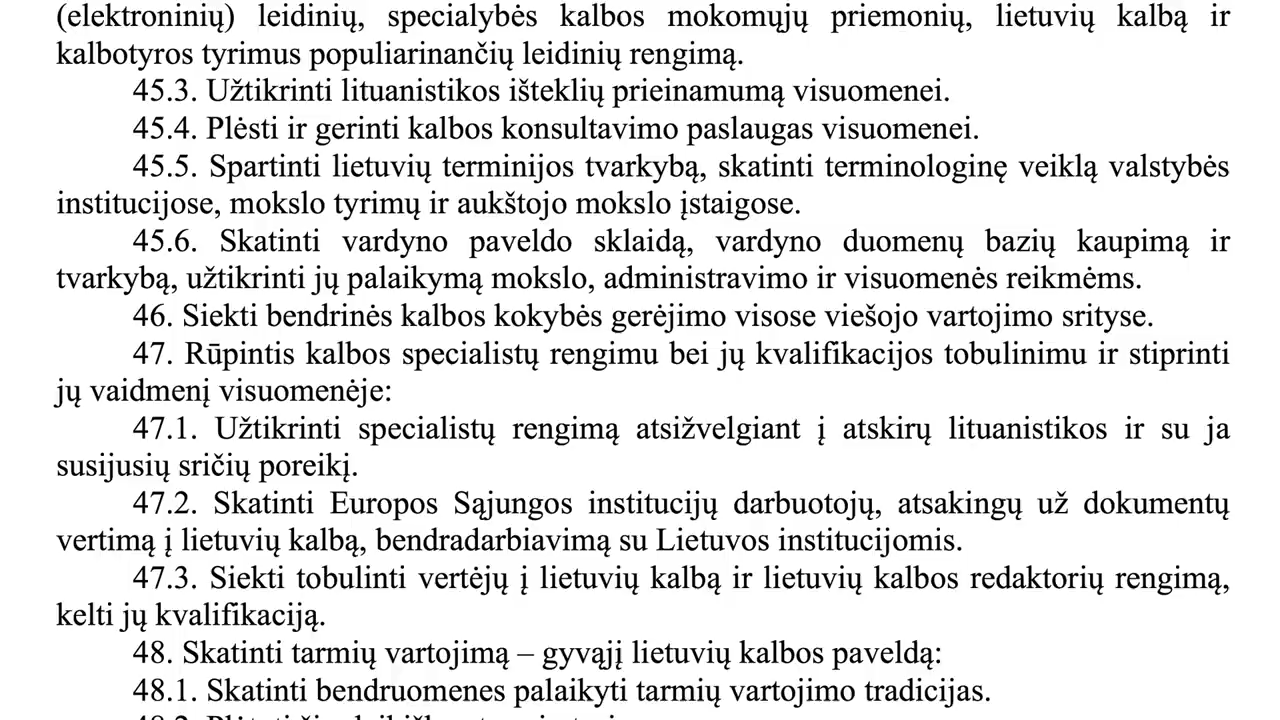 (elektroninių) leidinių, specialybės kalbos mokomųjų priemonių, lietuvių kalbą ir
kalbotyros tyrimus populiarinančių leidinių rengimą.
45.3. Užtikrinti lituanistikos išteklių prieinamumą visuomenei.
45.4. Plėsti ir gerinti kalbos konsultavimo paslaugas visuomenei.
45.5. Spartinti lietuvių terminijos tvarkybą, skatinti terminologinę veiklą valstybės
institucijose, mokslo tyrimų ir aukštojo mokslo įstaigose.
45.6. Skatinti vardyno paveldo sklaidą, vardyno duomenų bazių kaupimą ir
tvarkybą, užtikrinti jų palaikymą mokslo, administravimo ir visuomenės reikmėms.
46. Siekti bendrinės kalbos kokybės gerėjimo visose viešojo vartojimo srityse.
47. Rūpintis kalbos specialistų rengimu bei jų kvalifikacijos tobulinimu ir stiprinti
jų vaidmenį visuomenėje:
47.1. Užtikrinti specialistų rengimą atsižvelgiant į atskirų lituanistikos ir su ja
susijusių sričių poreikį.
47.2. Skatinti Europos Sąjungos institucijų darbuotojų, atsakingų už dokumentų
vertimą į lietuvių kalbą, bendradarbiavimą su Lietuvos institucijomis.
47.3. Siekti tobulinti vertėjų į lietuvių kalbą ir lietuvių kalbos redaktorių rengimą,
kelti jų kvalifikaciją.
48. Skatinti tarmių vartojimą – gyvąjį lietuvių kalbos paveldą:
48.1. Skatinti bendruomenes palaikyti tarmių vartojimo tradicijas.
48.2.